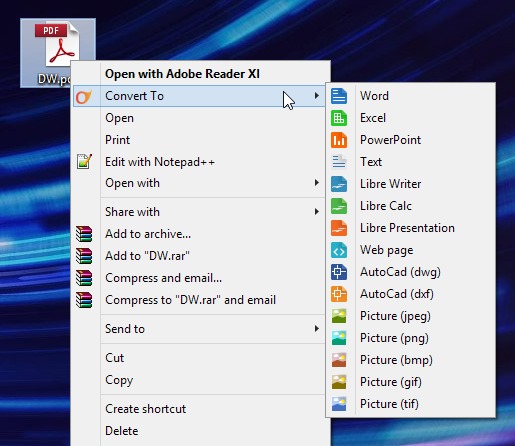 PDF
DW.pdf
Open with Adobe Reader XI
Convert To
Open
Print
Edit with Notepad++
Open with
Share with
Add to archive...
Add to "DW.rar"
Compress and email...
Compress to "DW.rar" and email
Send to
Cut
Copy
Create shortcut
Delete
Word
Excel
PowerPoint
Text
Libre Writer
Libre Calc
Libre Presentation
Web page
AutoCad (dwg)
AutoCad (dxf)
Picture (jpeg)
Picture (png)
Picture (bmp)
Picture (gif)
Picture (tif)